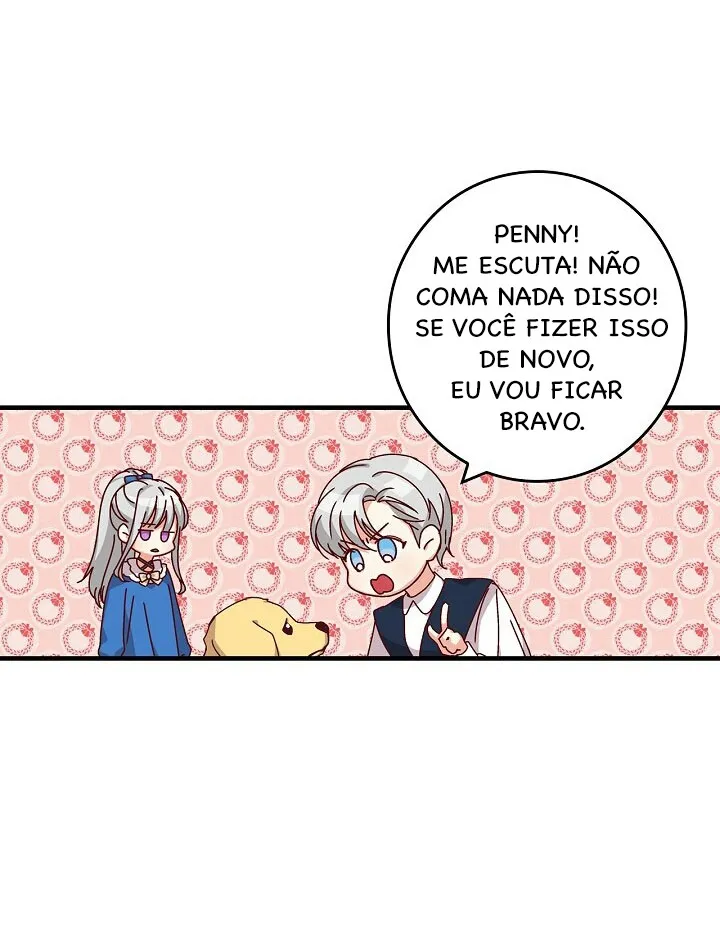 PENNY!
ME ESCUTA! NÃO
COMA NADA DISSO!
SE VOCÊ FIZER ISSO
DE NOVO,
EU VOU FICAR
BRAVO.